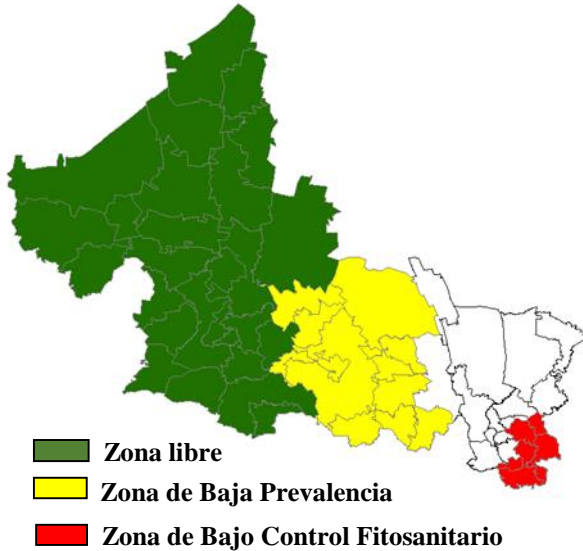 Zona libre
Zona de Baja Prevalencia
Zona de Bajo Control Fitosanitario